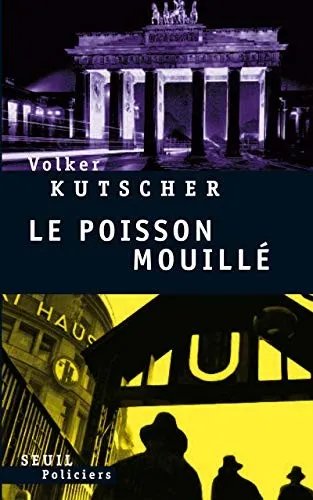 Volker
KUTSCHER
LE POISSON
MOUILLÉ
HAUS
U
SEUIL
Policiers